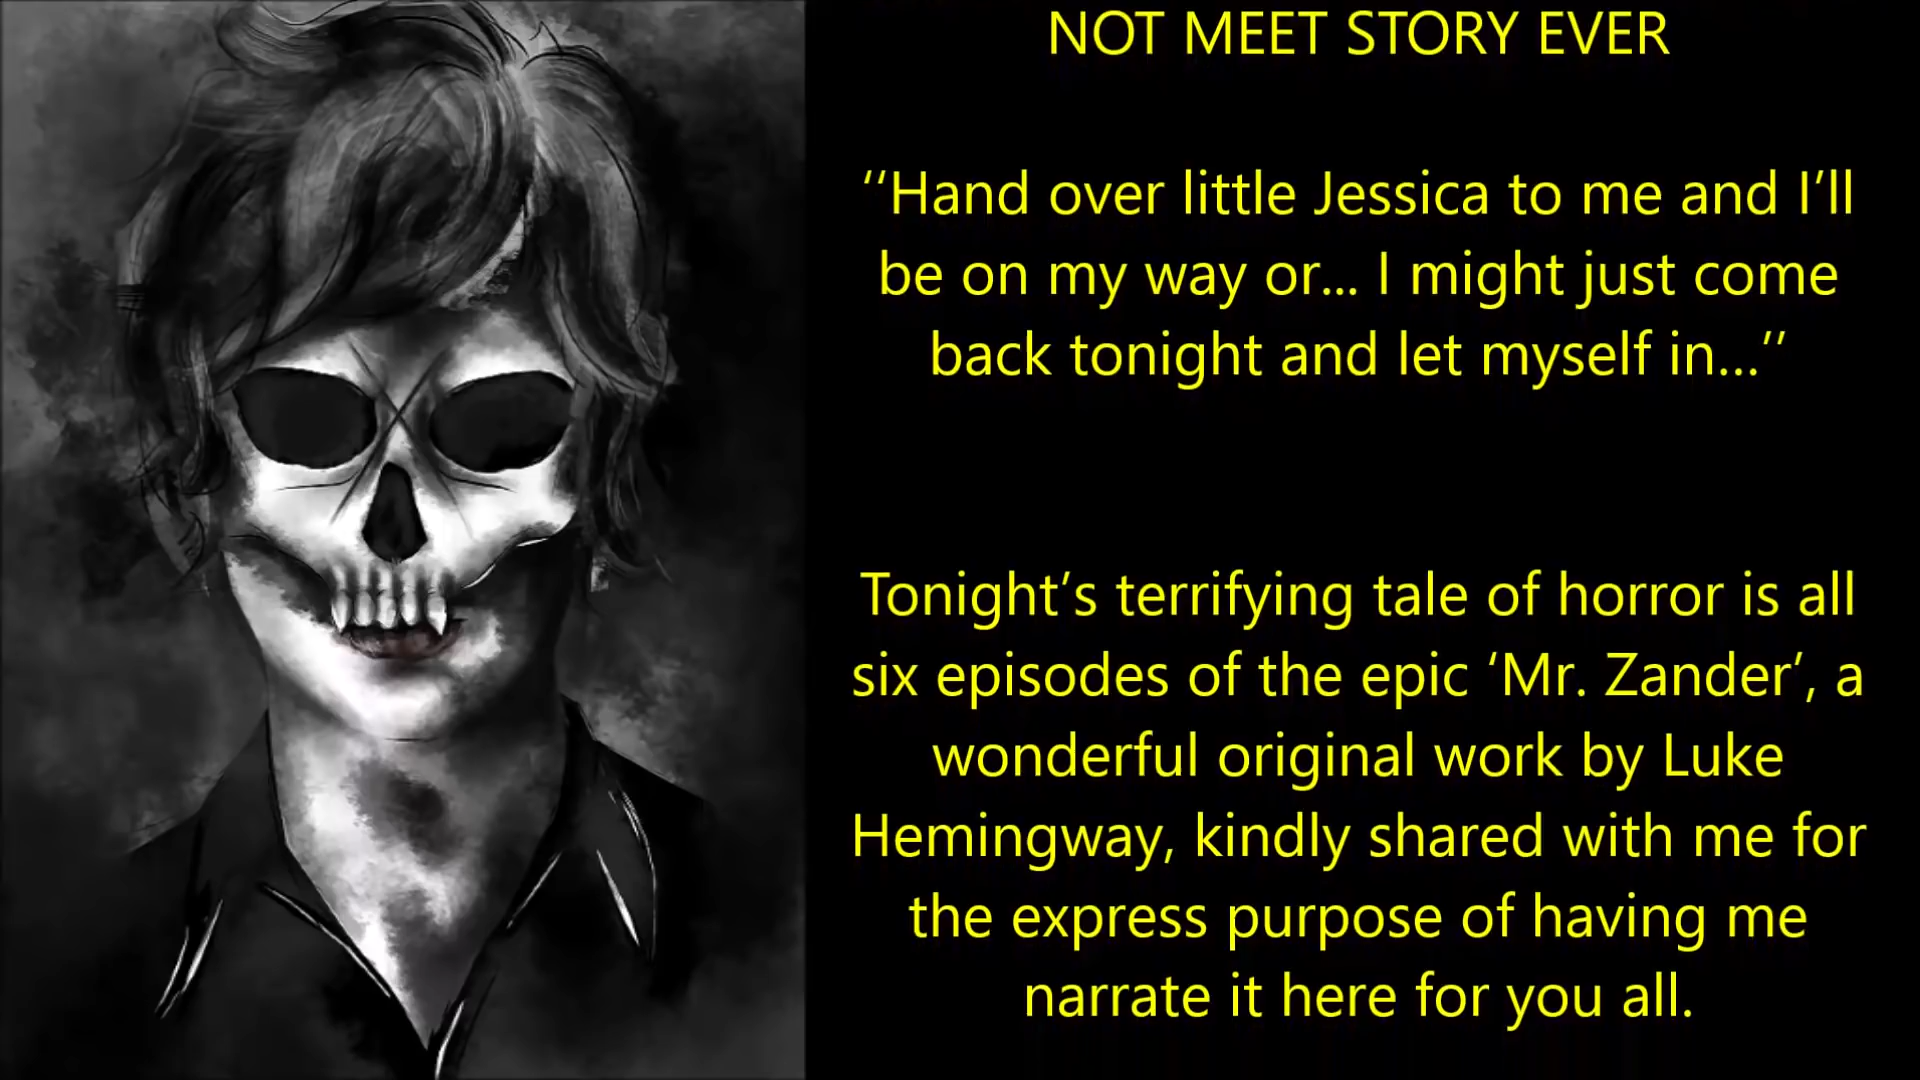 NOT MEET STORY EVER
‘‘Hand over little Jessica to me and I’ll
be on my way or... I might just come
back tonight and let myself in...’’
Tonight’s terrifying tale of horror is all
six episodes of the epic ‘Mr. Zander’, a
wonderful original work by Luke
Hemingway, kindly shared with me for
the express purpose of having me
narrate it here for you all.